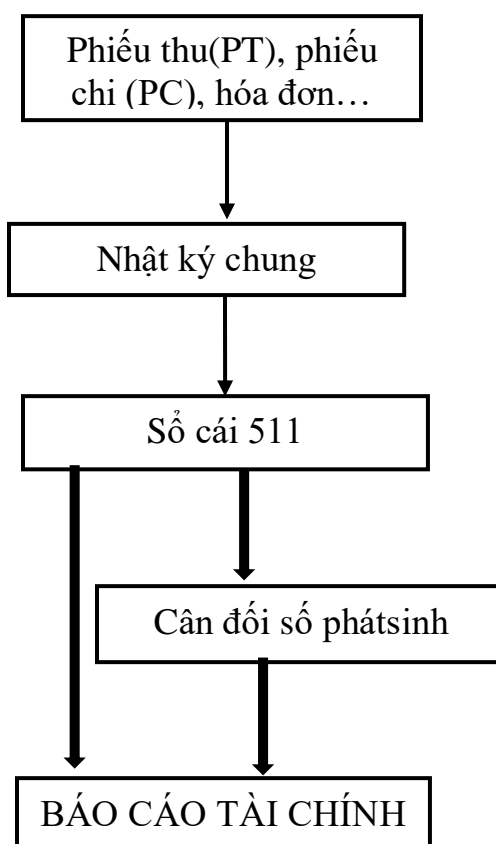 Phiếu thu(PT), phiếu
chi (PC), hóa đơn…
Nhật ký chung
Sổ cái 511
Cân đối số phátsinh
BÁO CÁO TÀI CHÍNH